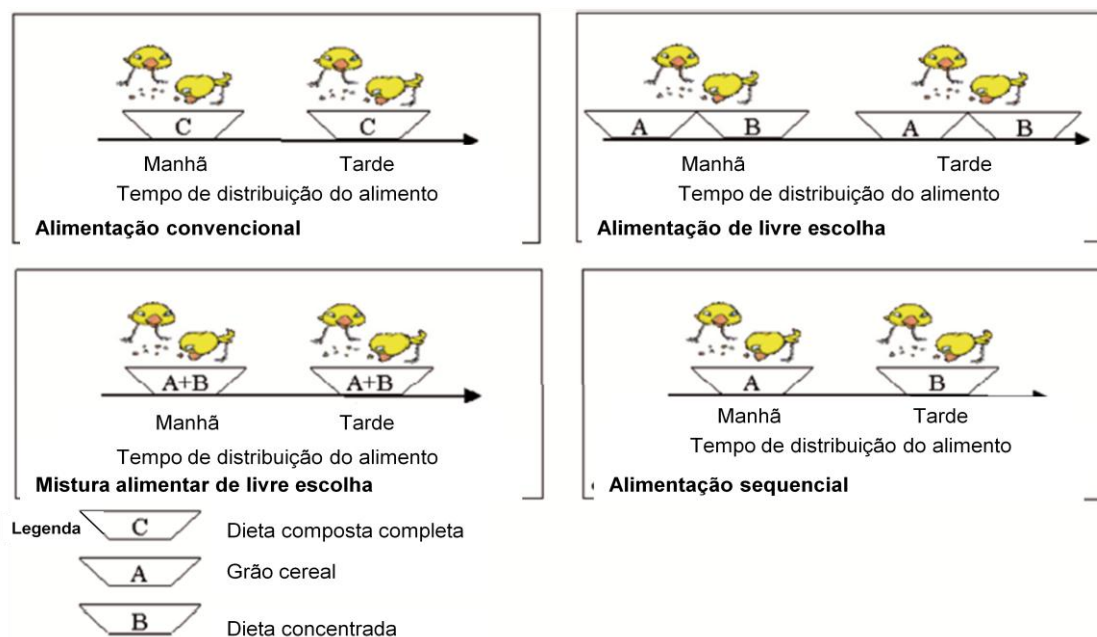 C C
Manhã Tarde
Tempo de distribuição do alimento
Alimentação convencional
A B A B
Manhã Tarde
Tempo de distribuição do alimento
Alimentação de livre escolha
A+B A+B
Manhã Tarde
Tempo de distribuição do alimento
Mistura alimentar de livre escolha
A B
Manhã Tarde
Tempo de distribuição do alimento
Alimentação sequencial
Legenda C Dieta composta completa
A Grão cereal
B Dieta concentrada